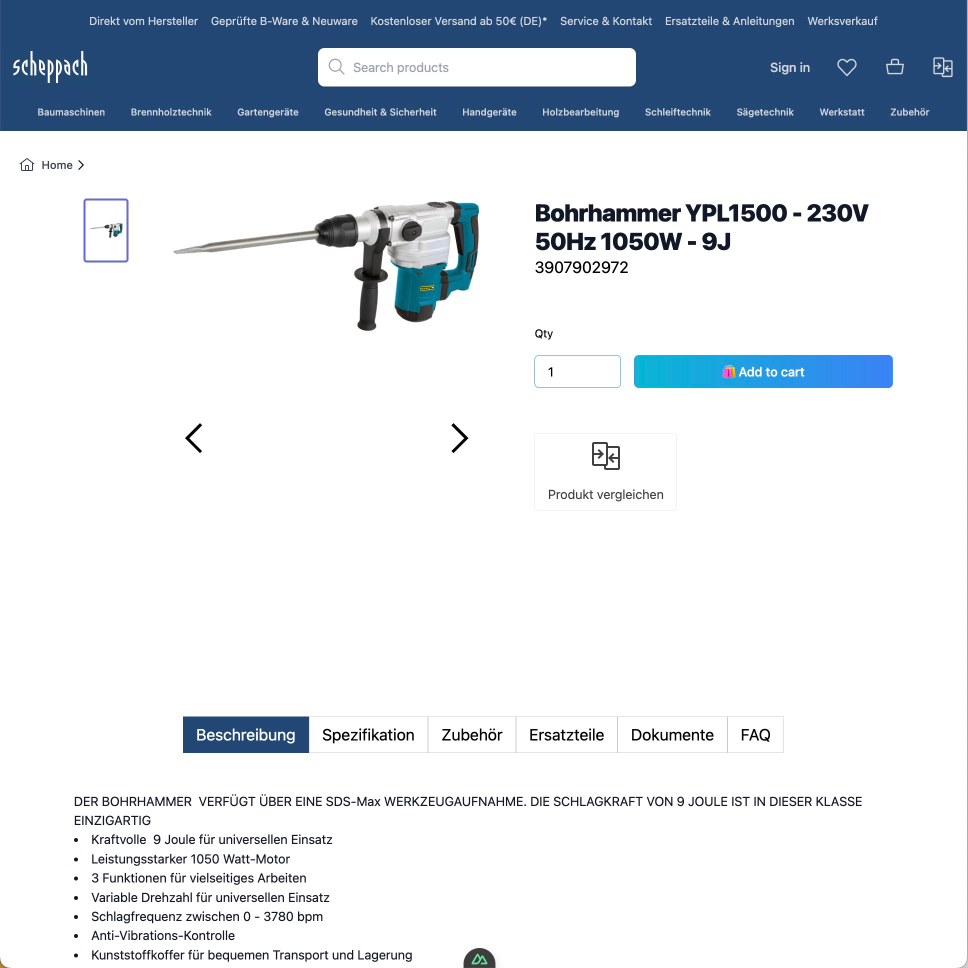 Direkt vom Hersteller Geprüfte B-Ware & Neuware Kostenloser Versand ab 50€ (DE)* Service & Kontakt Ersatzteile & Anleitungen Werksverkauf
scheppach
Search products
Sign in
Baumaschinen Brennholztechnik Gartengeräte Gesundheit & Sicherheit Handgeräte Holzbearbeitung Schleiftechnik Sägetechnik Werkstatt Zubehör
Home
Bohrhammer YPL1500 - 230V
50Hz 1050W - 9J
3907902972
Qty
1
Add to cart
Produkt vergleichen
Beschreibung Spezifikation Zubehör Ersatzteile Dokumente FAQ
DER BOHRHAMMER  VERFÜGT ÜBER EINE SDS-Max WERKZEUGAUFNAHME. DIE SCHLAGKRAFT VON 9 JOULE IST IN DIESER KLASSE
EINZIGARTIG
• Kraftvolle  9 Joule für universellen Einsatz
• Leistungsstarker 1050 Watt-Motor
• 3 Funktionen für vielseitiges Arbeiten
• Variable Drehzahl für universellen Einsatz
• Schlagfrequenz zwischen 0 - 3780 bpm
• Anti-Vibrations-Kontrolle
• Kunststoffkoffer für bequemen Transport und Lagerung